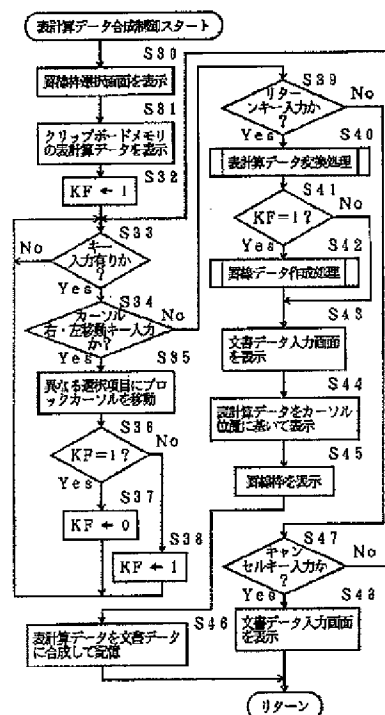 表計算データ合成制御スタート
S30
罫線枠選択画面を表示
S31
クリップボードメモリ
の表計算データを表示
S32
KF ← 1
S33
キー
入力有りか
?
No
Yes
S34
カーソル
右・左移動キー入力
か?
No
Yes
S35
異なる選択項目にブロ
ックカーソルを移動
S36
KF=1?
No
Yes
S37
KF ← 0
S38
KF ← 1
S39
リター
ンキー入力か
?
No
Yes
S40
表計算データ変換処理
S41
KF=1?
No
Yes
S42
罫線データ作成処理
S43
文書データ入力画面
を表示
S44
表計算データをカーソル
位置に基いて表示
S45
罫線枠を表示
S46
表計算データを文書データ
に合成して記憶
S47
キャン
セルキー入力か
?
No
Yes
S48
文書データ入力画面
を表示
リターン